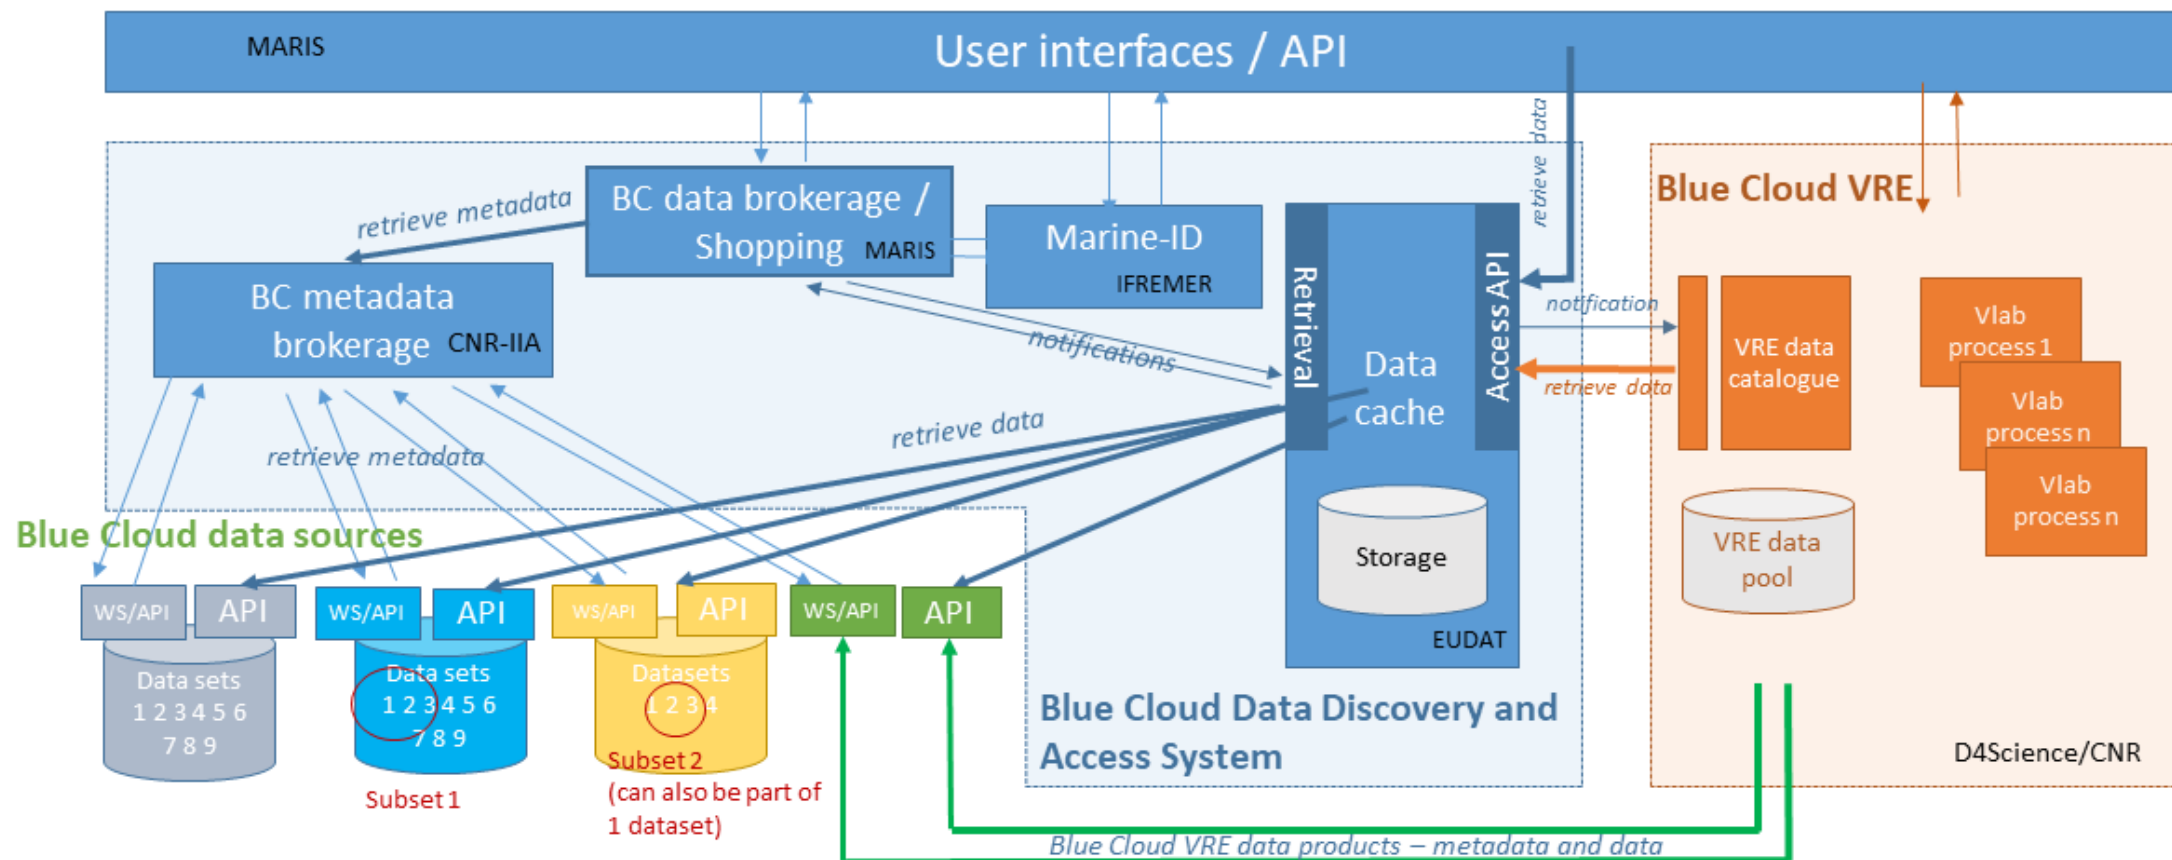 MARIS
User interfaces / API
retrieve data
Blue Cloud VRE
BC data brokerage /
Shopping
MARIS
retrieve metadata
Marine-ID
IFREMER
BC metadata
brokerage
CNR-IIA
notifications
Retrieval
Data
cache
Access API
notification
retrieve data
VRE data
catalogue
Vlab
process 1
Vlab
process n
Vlab
process n
retrieve data
retrieve metadata
Blue Cloud data sources
Storage
EUDAT
VRE data
pool
WS/API
API
WS/API
API
WS/API
API
WS/API
API
Data sets
1 2 3 4 5 6
7 8 9
Data sets
1 2 3 4 5 6
7 8 9
Datasets
1 2 3 4
Subset 1
Subset 2
(can also be part of
1 dataset)
Blue Cloud Data Discovery and
Access System
D4Science/CNR
Blue Cloud VRE data products – metadata and data